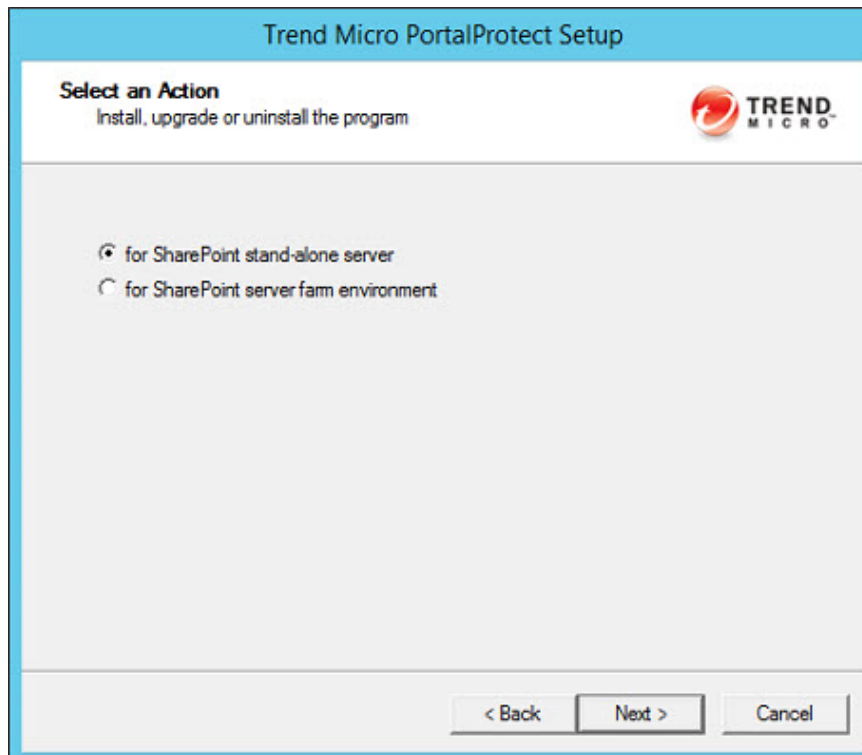 Trend Micro PortalProtect Setup
Select an Action
Install, upgrade or uninstall the program
TREND
MICRO™
for SharePoint stand-alone server
for SharePoint server farm environment
< Back
Next >
Cancel